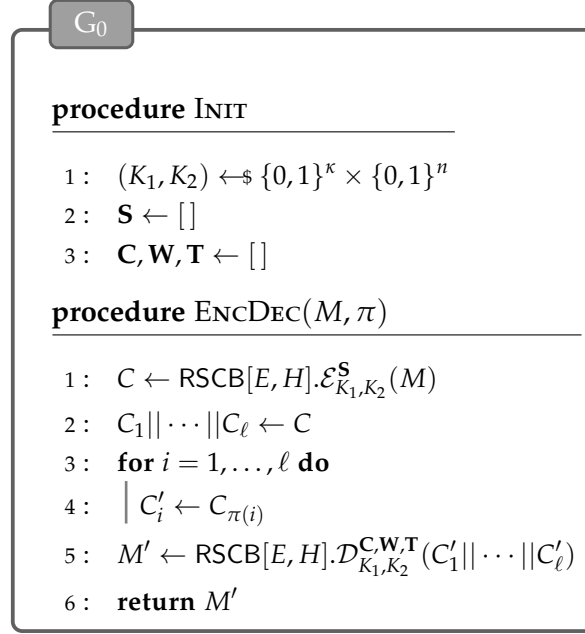 G₀
procedure INIT
1 : (K₁, K₂) ←$ {0, 1}^κ × {0, 1}^n
2 : S ← [ ]
3 : C, W, T ← [ ]
procedure ENCDEC(M, π)
1 : C ← RSCB[E, H].ℰ^S_{K₁,K₂}(M)
2 : C₁|| · · · ||C_ℓ ← C
3 : for i = 1, . . . , ℓ do
4 : C′_i ← C_{π(i)}
5 : M′ ← RSCB[E, H].𝒟^{C,W,T}_{K₁,K₂}(C′₁|| · · · ||C′_ℓ)
6 : return M′